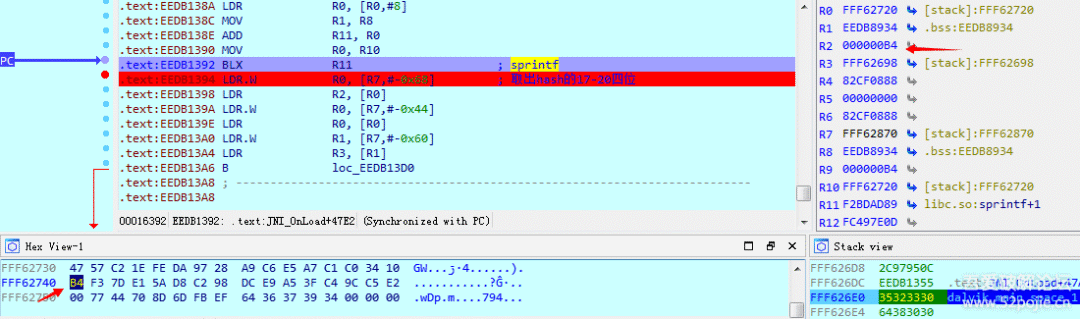 .text:EEDB138A LDR R0, [R0,#8]
.text:EEDB138C MOV R1, R8
.text:EEDB138E ADD R11, R0
.text:EEDB1390 MOV R0, R10
PC
.text:EEDB1392 BLX R11 ; sprintf
.text:EEDB1394 LDR.W R0, [R7,#-0x68] ; 取出hash的17-20四位
.text:EEDB1398 LDR R2, [R0]
.text:EEDB139A LDR.W R0, [R7,#-0x44]
.text:EEDB139E LDR R0, [R0]
.text:EEDB13A0 LDR.W R1, [R7,#-0x60]
.text:EEDB13A4 LDR R3, [R1]
.text:EEDB13A6 B loc_EEDB13D0
.text:EEDB13A8 ; ---------------------------------------------------------------
.text:EEDB13A8
00016392 EEDB1392: .text:JNI_OnLoad+47E2 (Synchronized with PC)
R0 FFF62720 [stack]:FFF62720
R1 EEDB8934 .bss:EEDB8934
R2 000000B4
R3 FFF62698 [stack]:FFF62698
R4 82CF0888
R5 00000000
R6 82CF0888
R7 FFF62870 [stack]:FFF62870
R8 EEDB8934 .bss:EEDB8934
R9 000000B4
R10 FFF62720 [stack]:FFF62720
R11 F2BDAD89 libc.so:sprintf+1
R12 FC497E0D
Hex View-1
FFF62730 47 57 C2 1E FE DA 97 28 A9 C6 E5 A7 C1 C0 34 10
FFF62740 B4 F3 7D E1 5A D8 C2 98 DC E9 A5 3F C4 9C C5 E2
FFF62750 00 77 44 70 8D 6D FB EF 64 36 37 39 34 00 00 00 .wDp.m....794...
Stack view
FFF626D8 2C97950C
FFF626DC EEDB1355
FFF626E0 35323330
FFF626E4 64383030
吾爱破解论坛
www.52pojie.cn